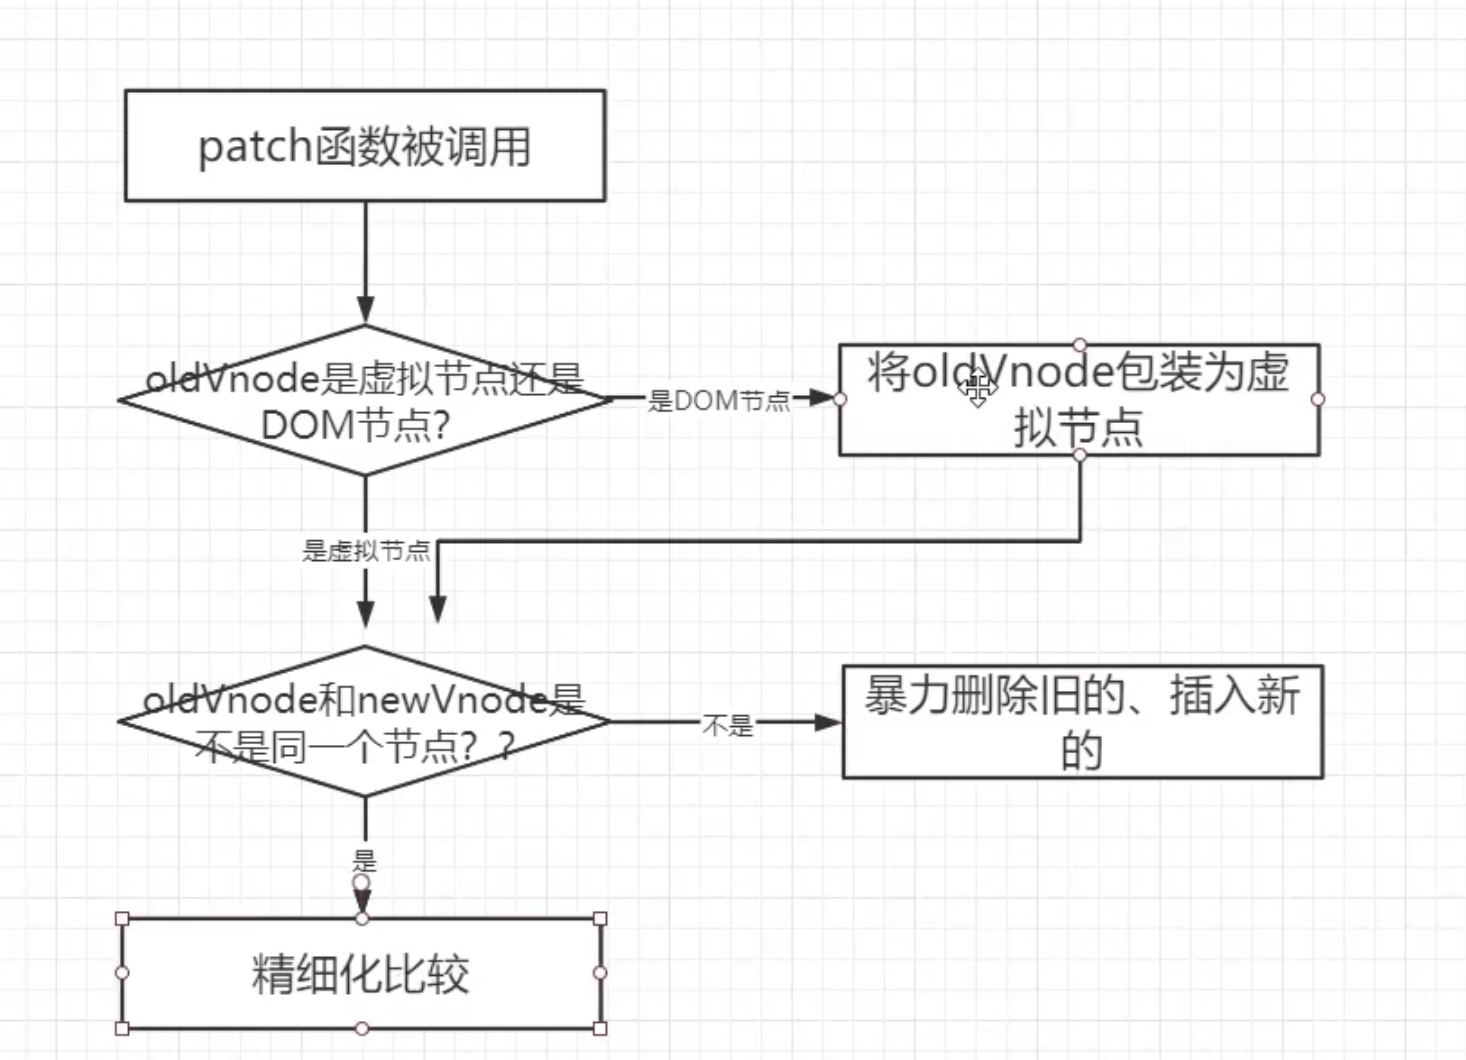 patch函数被调用
oldVnode是虚拟节点还是
DOM节点?
是DOM节点
将oldVnode包装为虚
拟节点
是虚拟节点
oldVnode和newVnode是
不是同一个节点? ?
不是
暴力删除旧的、插入新
的
是
精细化比较